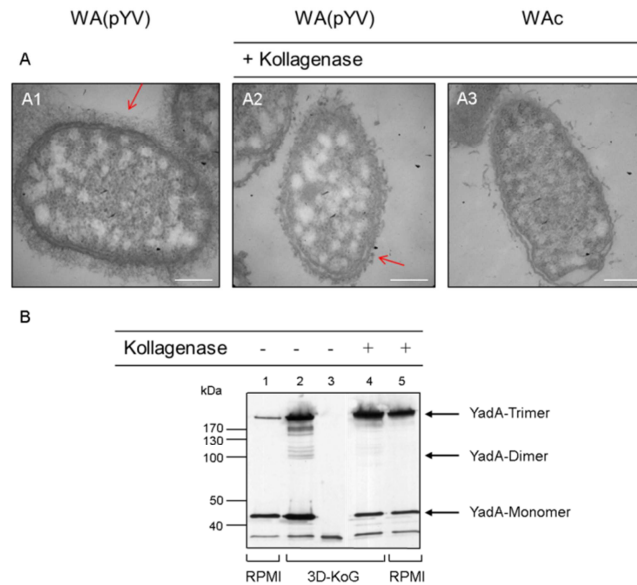 WA(pYV) WA(pYV) WAc
A + Kollagenase
A1 A2 A3
B
Kollagenase - - - + +
kDa 1 2 3 4 5
YadA-Trimer
170
130
100 YadA-Dimer
50
YadA-Monomer
40
RPMI 3D-KoG RPMI